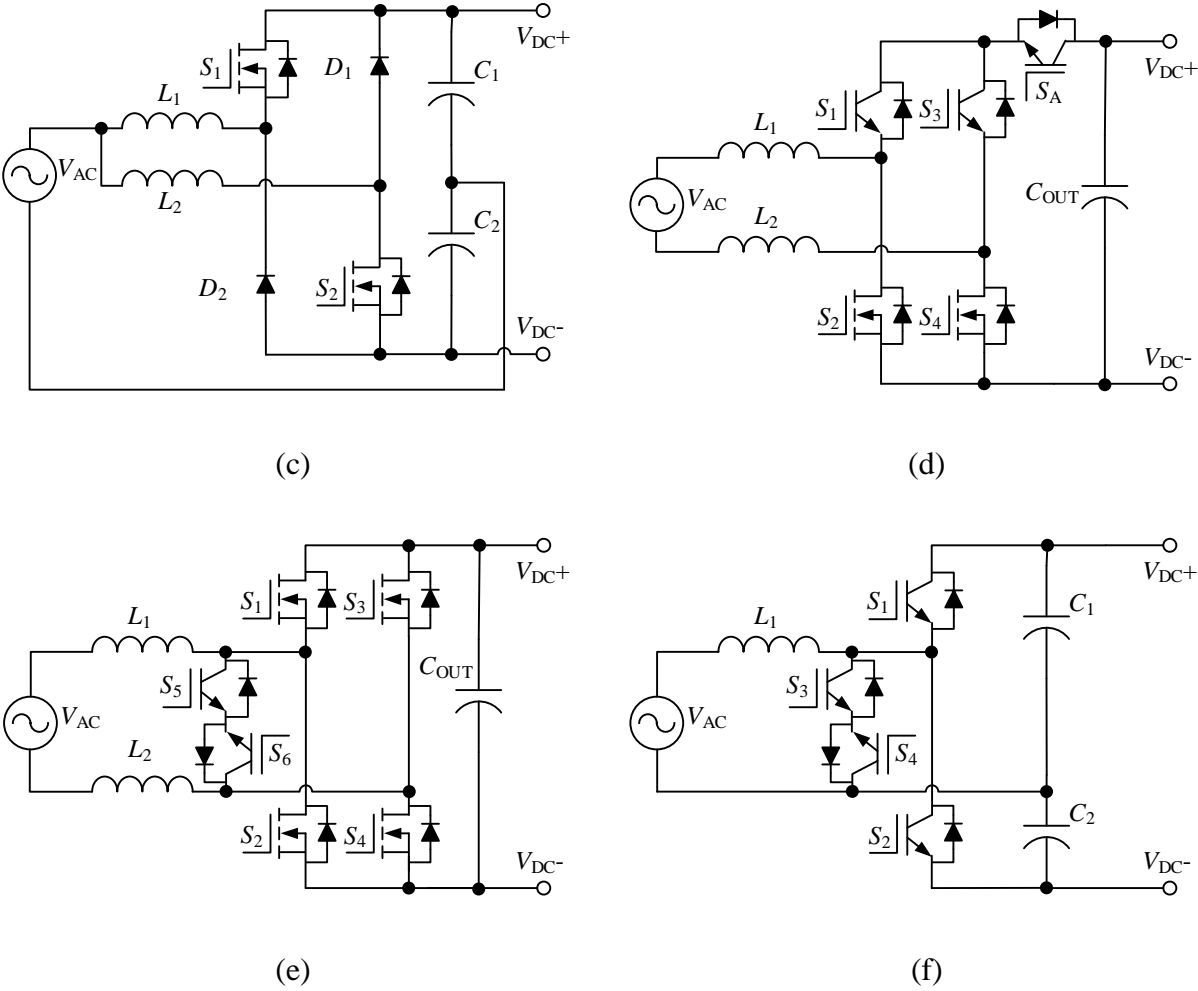 S1
D1
C1
VDC+
L1
VAC
L2
C2
D2
S2
VDC-
(c)
VDC+
SA
S1
S3
L1
VAC
COUT
L2
S2
S4
VDC-
(d)
VDC+
S1
S3
L1
COUT
S5
VAC
S6
L2
S2
S4
VDC-
(e)
VDC+
S1
C1
L1
S3
VAC
S4
C2
S2
VDC-
(f)